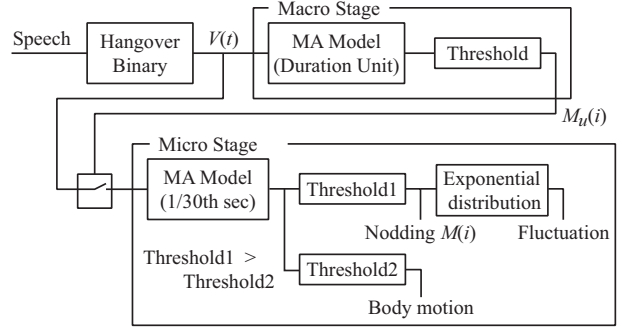 Macro Stage
Speech
Hangover
Binary
V(t)
MA Model
(Duration Unit)
Threshold
M_u(i)
Micro Stage
MA Model
(1/30th sec)
Threshold1
Exponential
distribution
Nodding M(i)
Fluctuation
Threshold1 >
Threshold2
Threshold2
Body motion